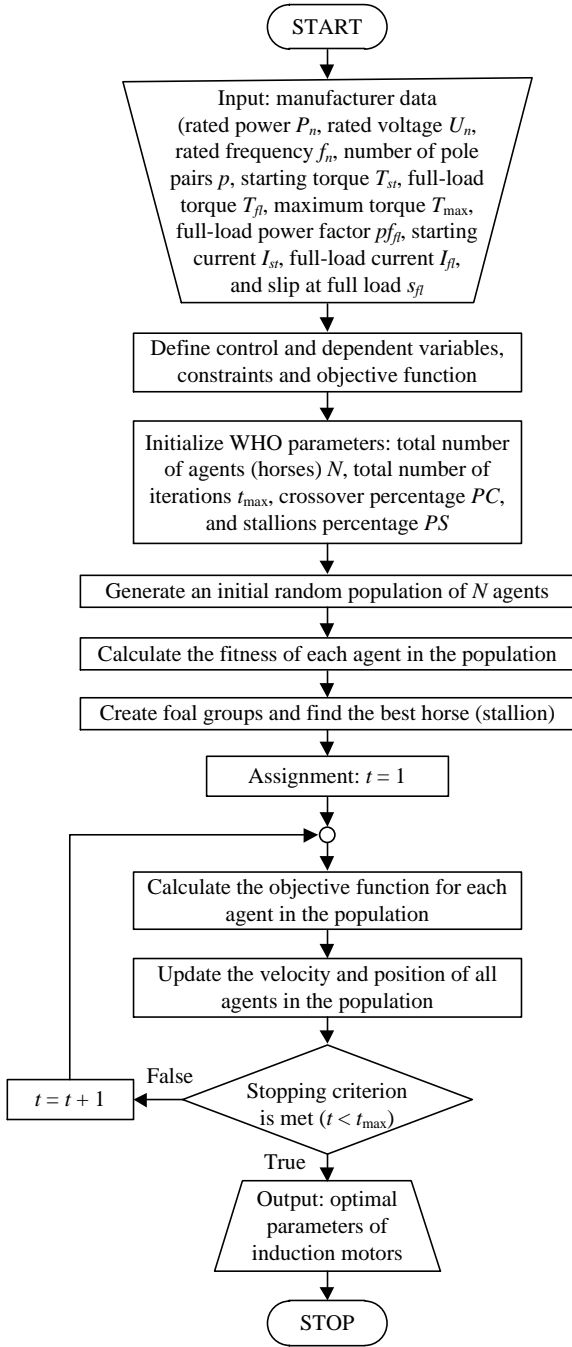 START
Input: manufacturer data
(rated power Pn, rated voltage Un,
rated frequency fn, number of pole
pairs p, starting torque Tst, full-load
torque Tfl, maximum torque Tmax,
full-load power factor pffl, starting
current Ist, full-load current Ifl,
and slip at full load sfl
Define control and dependent variables,
constraints and objective function
Initialize WHO parameters: total number
of agents (horses) N, total number of
iterations tmax, crossover percentage PC,
and stallions percentage PS
Generate an initial random population of N agents
Calculate the fitness of each agent in the population
Create foal groups and find the best horse (stallion)
Assignment: t = 1
Calculate the objective function for each
agent in the population
Update the velocity and position of all
agents in the population
False
t = t + 1
Stopping criterion
is met (t < tmax)
True
Output: optimal
parameters of
induction motors
STOP